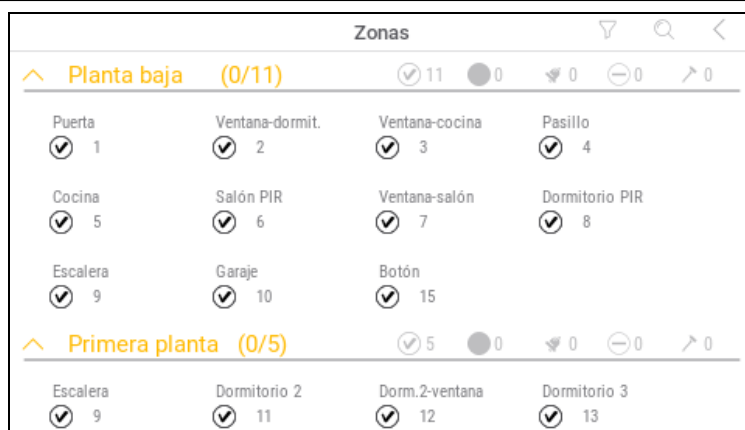 Zonas
Planta baja (0/11) 11 0 0 0 0
Puerta Ventana-dormit. Ventana-cocina Pasillo
1 2 3 4
Cocina Salón PIR Ventana-salón Dormitorio PIR
5 6 7 8
Escalera Garaje Botón
9 10 15
Primera planta (0/5) 5 0 0 0 0
Escalera Dormitorio 2 Dorm.2-ventana Dormitorio 3
9 11 12 13